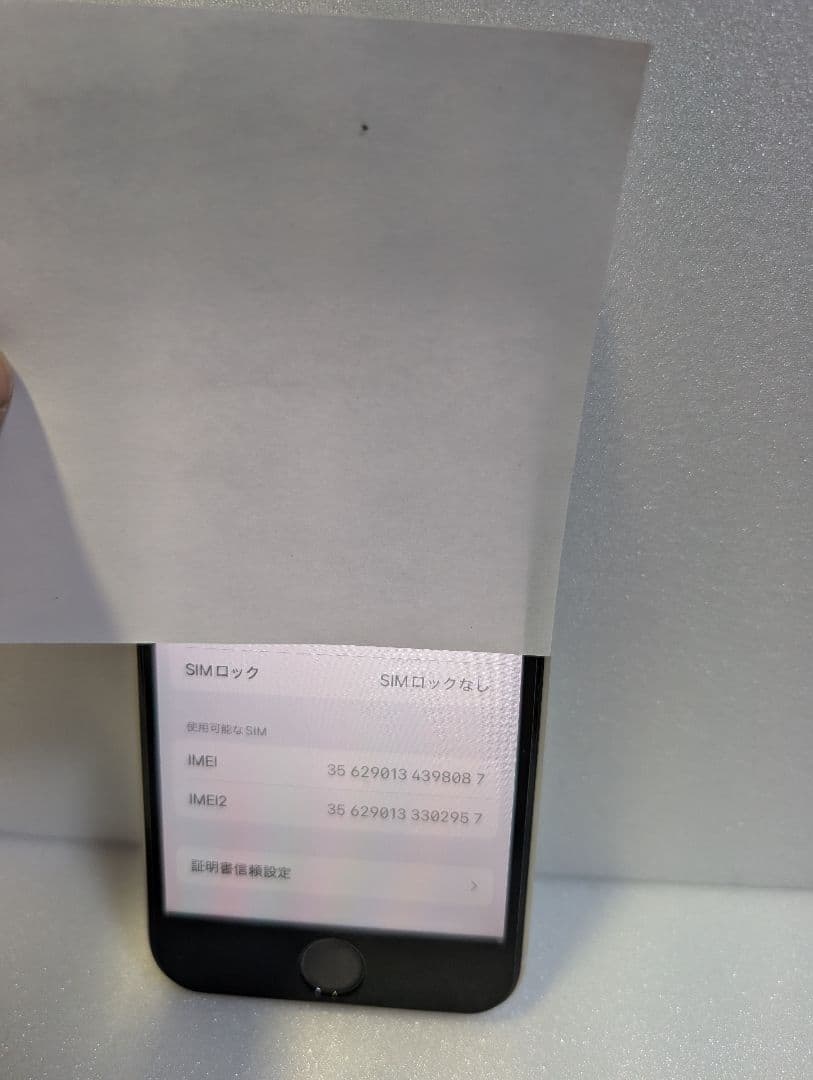 SIMロック SIMロックなし
使用可能なSIM
IMEI 35 629013 439808 7
IMEI2 35 629013 330295 7
証明書信頼設定